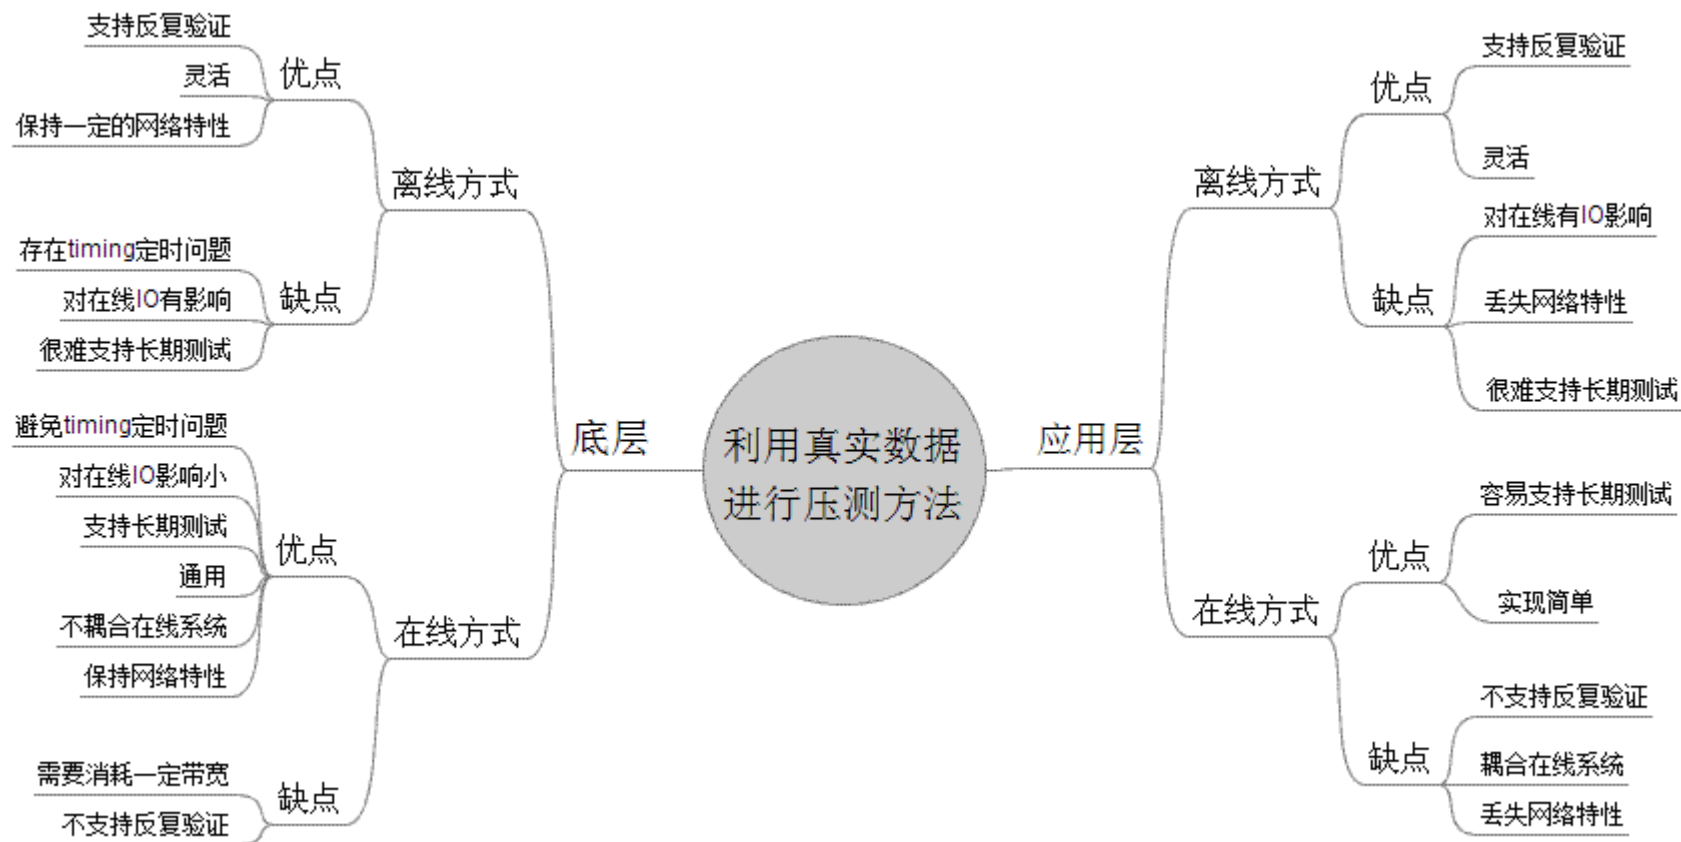 利用真实数据
进行压测方法
底层
离线方式
优点
支持反复验证
灵活
保持一定的网络特性
缺点
存在timing定时问题
对在线IO有影响
很难支持长期测试
在线方式
优点
避免timing定时问题
对在线IO影响小
支持长期测试
通用
不耦合在线系统
保持网络特性
缺点
需要消耗一定带宽
不支持反复验证
应用层
离线方式
优点
支持反复验证
灵活
缺点
对在线有IO影响
丢失网络特性
很难支持长期测试
在线方式
优点
容易支持长期测试
实现简单
缺点
不支持反复验证
耦合在线系统
丢失网络特性